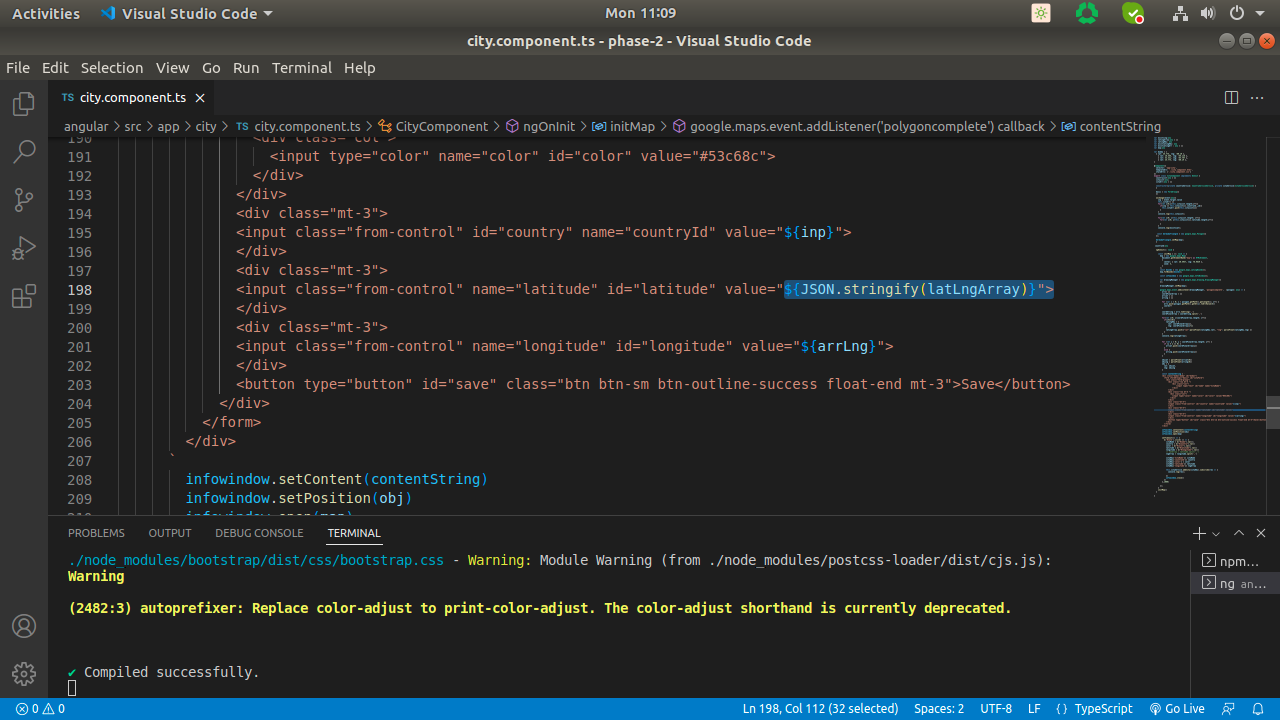 Activities Visual Studio Code Mon 11:09
city.component.ts - phase-2 - Visual Studio Code
File Edit Selection View Go Run Terminal Help
TS city.component.ts
angular > src > app > city > TS city.component.ts > CityComponent > ngOnInit > initMap > google.maps.event.addListener('polygoncomplete') callback > contentString
190 <div class="col">
191 <input type="color" name="color" id="color" value="#53c68c">
192 </div>
193 </div>
194 <div class="mt-3">
195 <input class="from-control" id="country" name="countryId" value="${inp}">
196 </div>
197 <div class="mt-3">
198 <input class="from-control" name="latitude" id="latitude" value="${JSON.stringify(latLngArray)}">
199 </div>
200 <div class="mt-3">
201 <input class="from-control" name="longitude" id="longitude" value="${arrLng}">
202 </div>
203 <button type="button" id="save" class="btn btn-sm btn-outline-success float-end mt-3">Save</button>
204 </div>
205 </form>
206 </div>
207 `
208 infowindow.setContent(contentString)
209 infowindow.setPosition(obj)
210 infowindow.open(map)
PROBLEMS OUTPUT DEBUG CONSOLE TERMINAL
./node_modules/bootstrap/dist/css/bootstrap.css - Warning: Module Warning (from ./node_modules/postcss-loader/dist/cjs.js):
Warning
(2482:3) autoprefixer: Replace color-adjust to print-color-adjust. The color-adjust shorthand is currently deprecated.
✔ Compiled successfully.
npm...
ng an...
0 0 Ln 198, Col 112 (32 selected) Spaces: 2 UTF-8 LF {} TypeScript Go Live